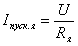 Iпуск.я = U / Rя